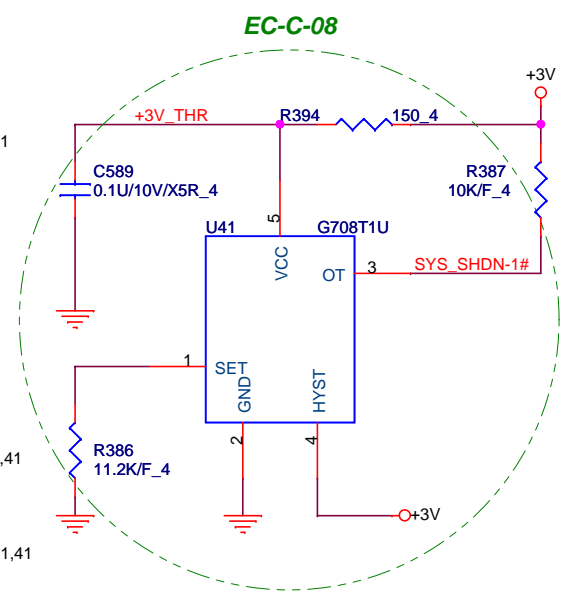 EC-C-08
+3V
+3V_THR
R394
150_4
1
C589
0.1U/10V/X5R_4
R387
10K/F_4
5
U41
G708T1U
VCC
OT
3
SYS_SHDN-1#
1
SET
GND
HYST
2
4
R386
11.2K/F_4
,41
+3V
1,41